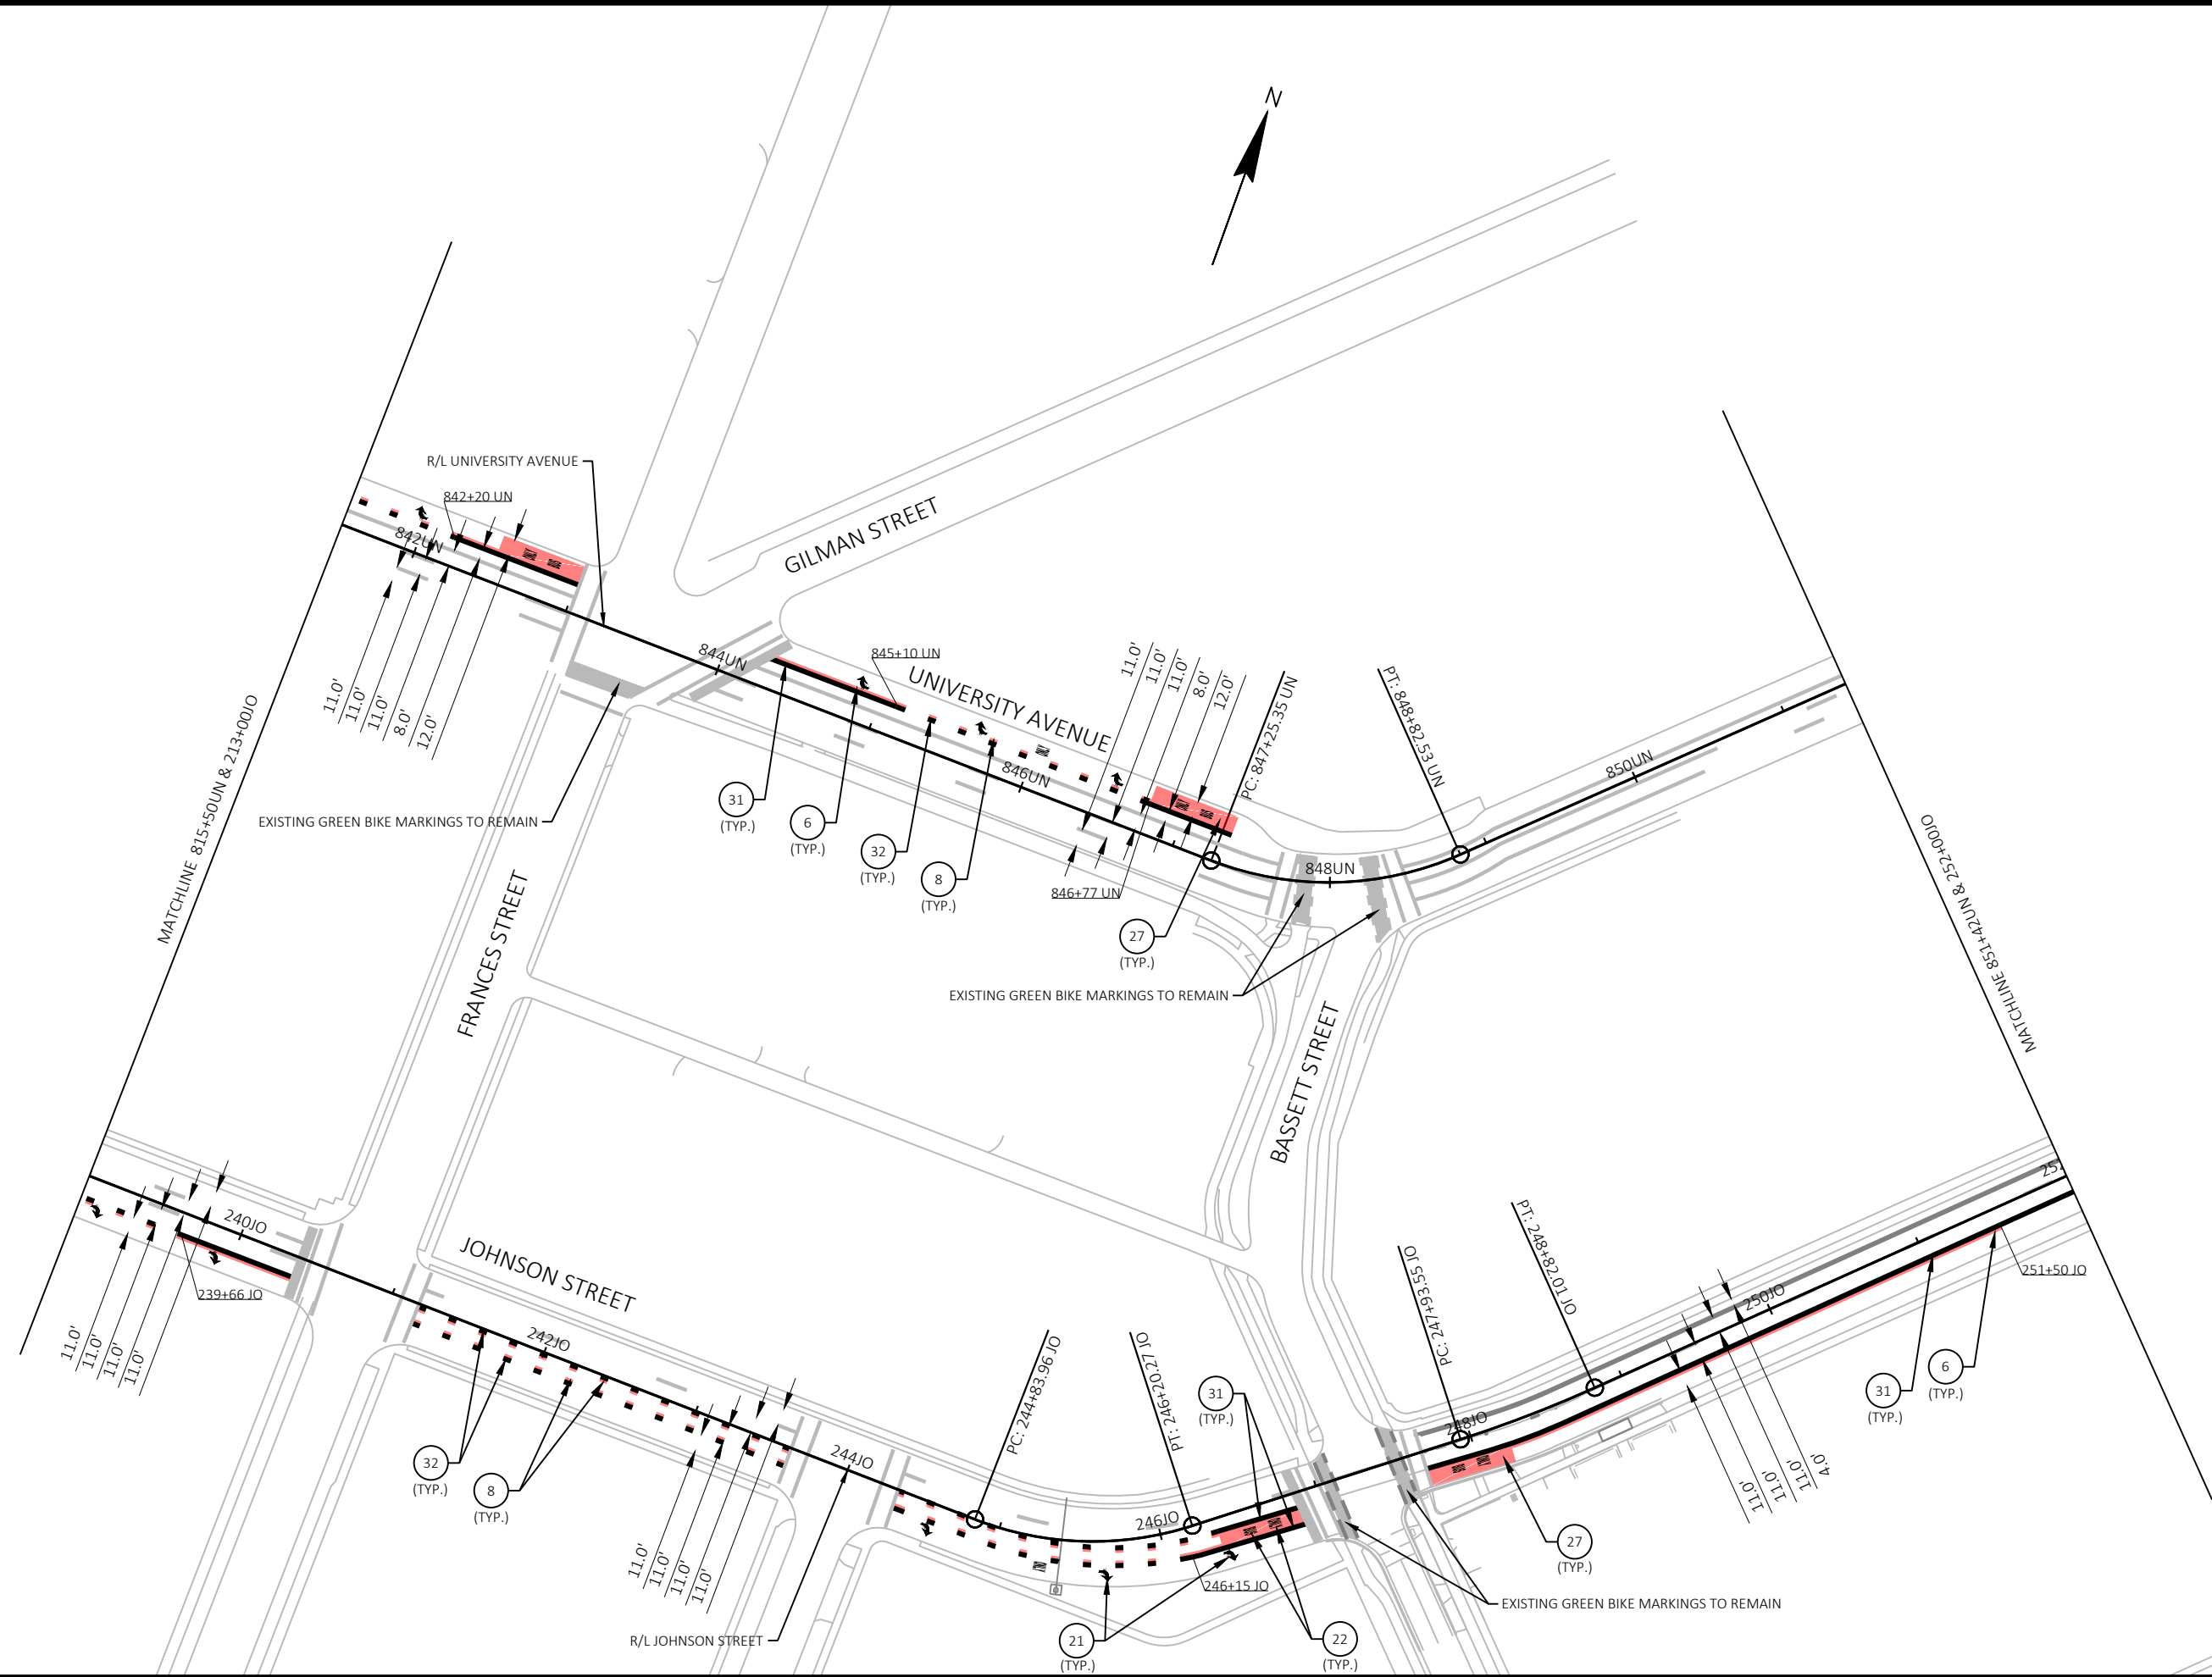 N
MATCHLINE 815+50UN & 213+00JO
R/L UNIVERSITY AVENUE
842+20 UN
842UN
11.0'
11.0'
11.0'
8.0'
12.0'
GILMAN STREET
844UN
845+10 UN
UNIVERSITY AVENUE
11.0'
11.0'
11.0'
8.0'
12.0'
PC: 847+25.35 UN
PT: 848+82.53 UN
846UN
848UN
850UN
MATCHLINE 851+42UN & 252+00JO
31
(TYP.)
6
(TYP.)
32
(TYP.)
8
(TYP.)
846+77 UN
27
(TYP.)
EXISTING GREEN BIKE MARKINGS TO REMAIN
EXISTING GREEN BIKE MARKINGS TO REMAIN
FRANCES STREET
BASSETT STREET
240JO
239+66 JO
11.0'
11.0'
11.0'
11.0'
JOHNSON STREET
242JO
32
(TYP.)
8
(TYP.)
11.0'
11.0'
11.0'
11.0'
244JO
R/L JOHNSON STREET
PC: 244+83.96 JO
PT: 246+20.27 JO
246JO
31
(TYP.)
246+15 JO
21
(TYP.)
22
(TYP.)
PC: 247+93.55 JO
PT: 248+82.01 JO
248JO
BUS
ONLY
27
(TYP.)
EXISTING GREEN BIKE MARKINGS TO REMAIN
250JO
11.0'
11.0'
11.0'
4.0'
31
(TYP.)
6
(TYP.)
251+50 JO